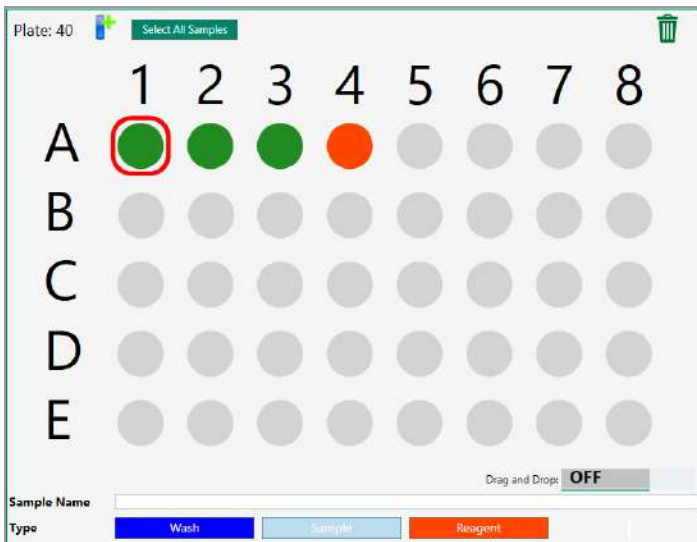 Plate: 40 Select All Samples
1 2 3 4 5 6 7 8
A
B
C
D
E
Drag and Drop: OFF
Sample Name
Type Wash Sample Reagent